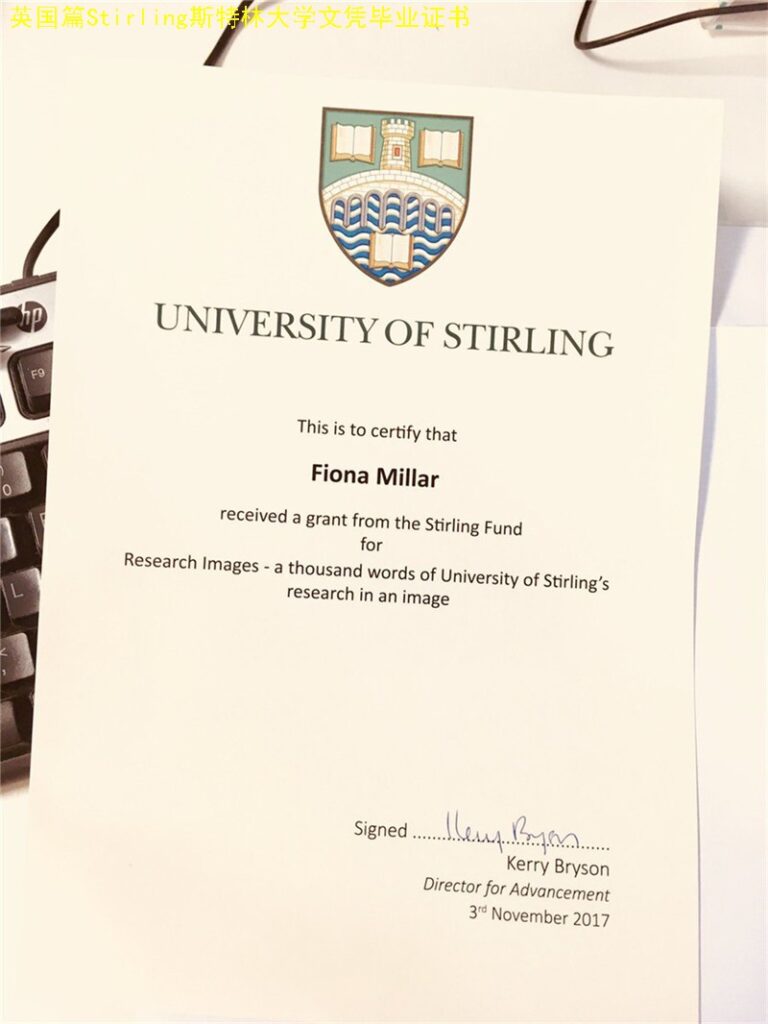 英国篇Stirling斯特林大学文凭毕业证书
hp
F9
0
L
<
,
UNIVERSITY OF STIRLING
This is to certify that
Fiona Millar
received a grant from the Stirling Fund
for
Research Images - a thousand words of University of Stirling's
research in an image
Signed ..................................
Kerry Bryson
Director for Advancement
3rd November 2017